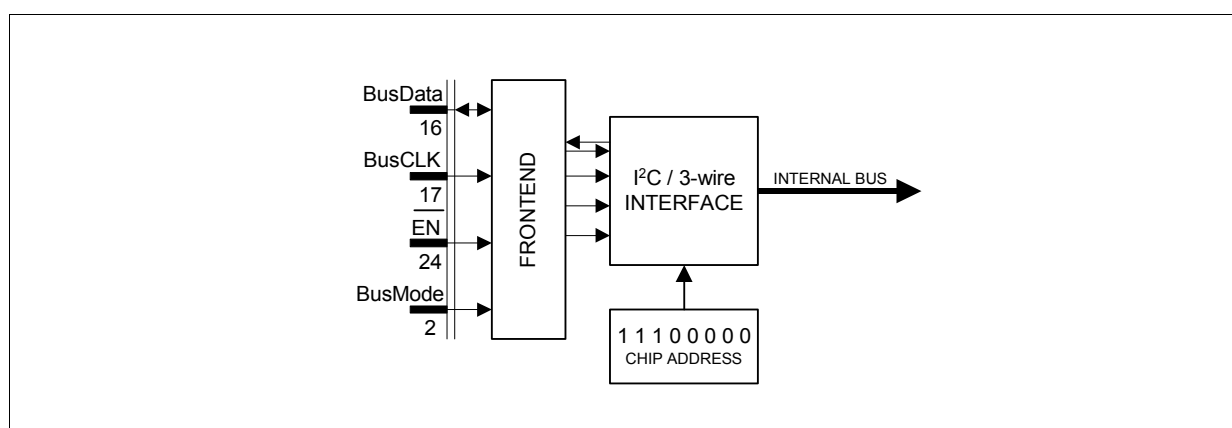 BusData
16
BusCLK
17
EN
24
BusMode
2
FRONTEND
I²C / 3-wire
INTERFACE
INTERNAL BUS
1 1 1 0 0 0 0 0
CHIP ADDRESS